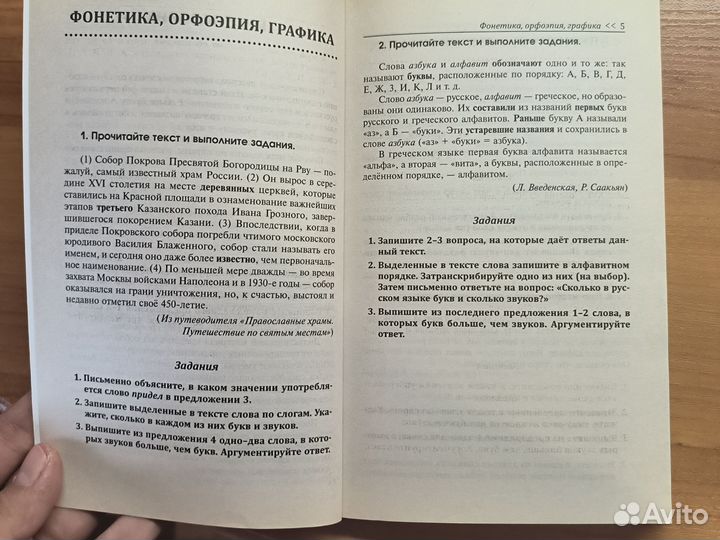 ФОНЕТИКА, ОРФОЭПИЯ, ГРАФИКА
1. Прочитайте текст и выполните задания.
(1) Собор Покрова Пресвятой Богородицы на Рву — по-
жалуй, самый известный храм России. (2) Он вырос в сере-
дине XVI столетия на месте деревянных церквей, которые
ставились на Красной площади в ознаменование важнейших
этапов третьего Казанского похода Ивана Грозного, завер-
шившегося покорением Казани. (3) Впоследствии, когда в
приделе Покровского собора погребли чтимого московского
юродивого Василия Блаженного, собор стали называть его
именем, и сегодня оно даже более известно, чем первоначаль-
ное наименование. (4) По меньшей мере дважды — во время
захвата Москвы войсками Наполеона и в 1930-е годы — собор
оказывался на грани уничтожения, но, к счастью, выстоял и
недавно отметил своё 450-летие.
(Из путеводителя «Православные храмы.
Путешествие по святым местам»)
Задания
1. Письменно объясните, в каком значении употребля-
ется слово придел в предложении 3.
2. Запишите выделенные в тексте слова по слогам. Ука-
жите, сколько в каждом из них букв и звуков.
3. Выпишите из предложения 4 одно-два слова, в кото-
рых звуков больше, чем букв. Аргументируйте ответ.
Фонетика, орфоэпия, графика << 5
2. Прочитайте текст и выполните задания.
Слова азбука и алфавит обозначают одно и то же: так
называют буквы, расположенные по порядку: А, Б, В, Г, Д,
Е, Ж, З, И, К, Л и т. д.
Слово азбука — русское, алфавит — греческое, но образо-
ваны они одинаково. Их составили из названий первых букв
русского и греческого алфавитов. Раньше букву А называли
«аз», а Б — «буки». Эти устаревшие названия и сохранились в
слове азбука («аз» + «буки» = азбука).
В греческом языке первая буква алфавита называется
«альфа», а вторая — «вита», а буквы, расположенные в опре-
делённом порядке, — алфавитом.
(Л. Введенская, Р. Саакьян)
Задания
1. Запишите 2–3 вопроса, на которые даёт ответы дан-
ный текст.
2. Выделенные в тексте слова запишите в алфавитном
порядке. Затранскрибируйте одно из них (на выбор).
Затем письменно ответьте на вопрос: «Сколько в рус-
ском языке букв и сколько звуков?»
3. Выпишите из последнего предложения 1–2 слова, в
которых букв больше, чем звуков. Аргументируйте
ответ.
Avito